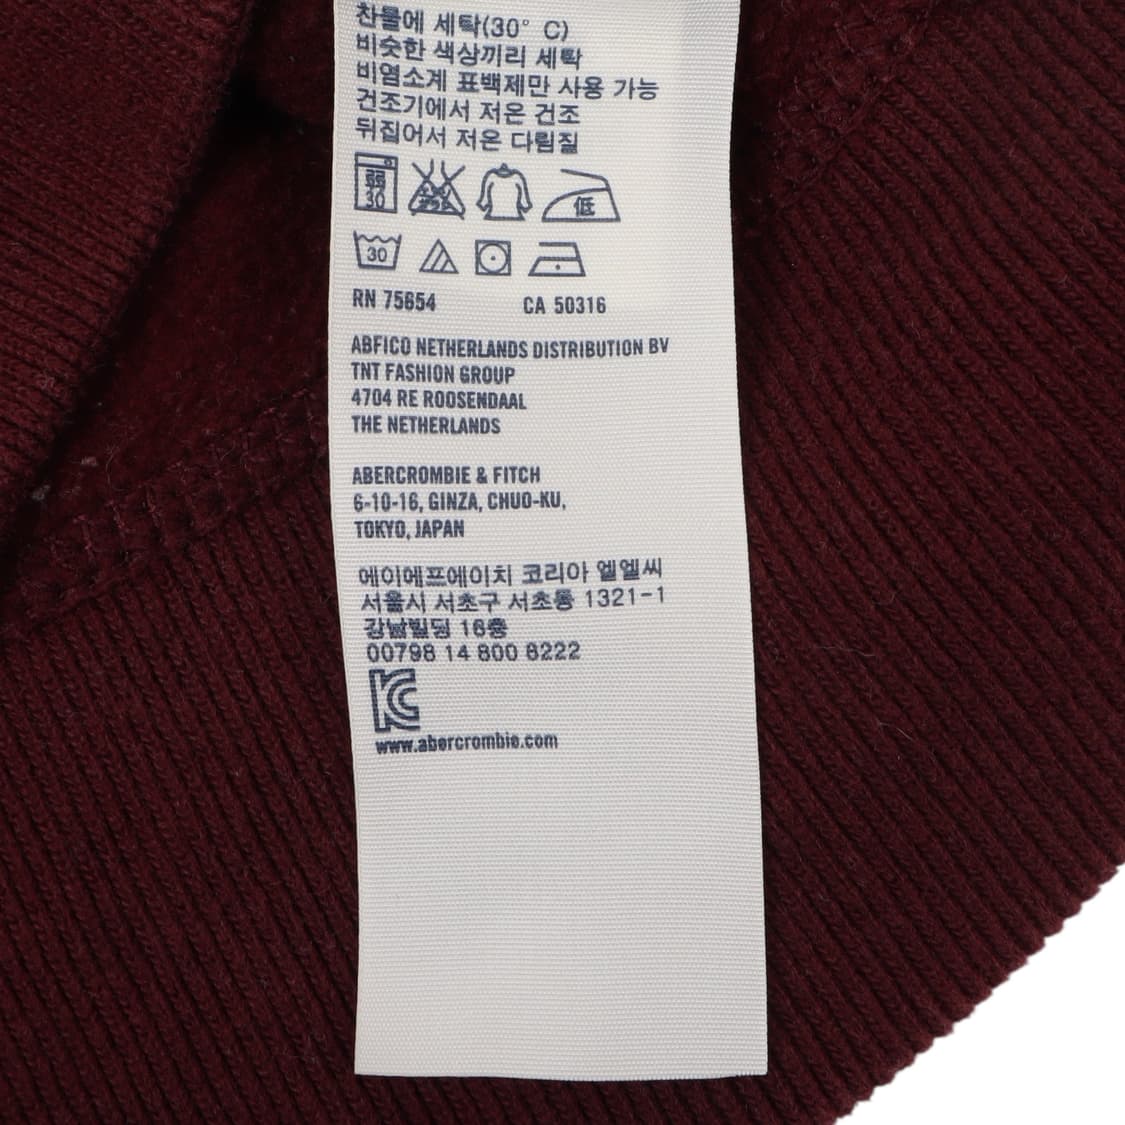 찬물에 세탁(30° C)
비슷한 색상끼리 세탁
비염소계 표백제만 사용 가능
건조기에서 저온 건조
뒤집어서 저온 다림질
弱
30
低
30
RN 75654 CA 50316
ABFICO NETHERLANDS DISTRIBUTION BV
TNT FASHION GROUP
4704 RE ROOSENDAAL
THE NETHERLANDS
ABERCROMBIE & FITCH
6-10-16, GINZA, CHUO-KU,
TOKYO, JAPAN
에이에프에이치 코리아 엘엘씨
서울시 서초구 서초동 1321-1
강남빌딩 16층
00798 14 800 8222
KC
www.abercrombie.com